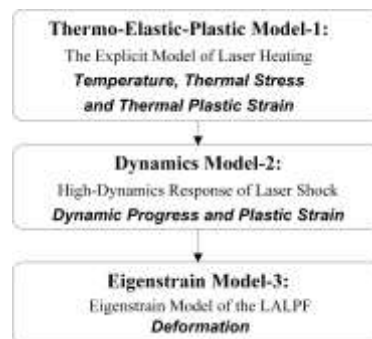 Thermo-Elastic-Plastic Model-1:
The Explicit Model of Laser Heating
Temperature, Thermal Stress
and Thermal Plastic Strain
Dynamics Model-2:
High-Dynamics Response of Laser Shock
Dynamic Progress and Plastic Strain
Eigenstrain Model-3:
Eigenstrain Model of the LALPF
Deformation